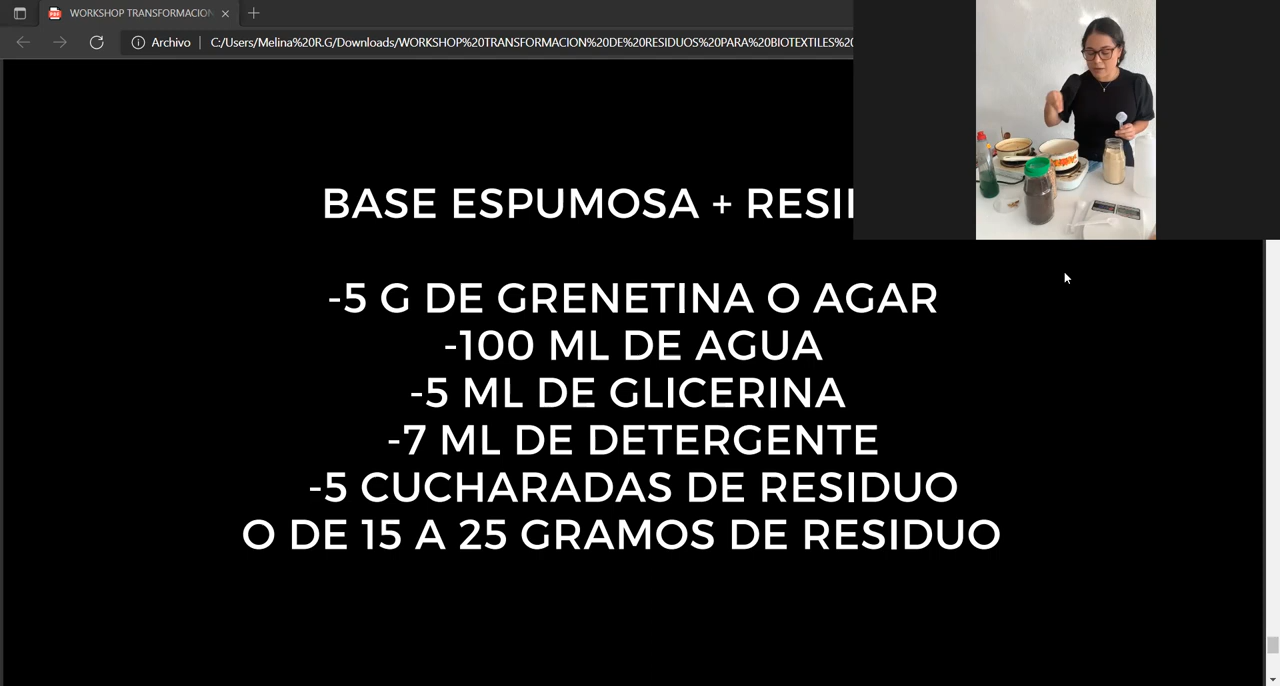 WORKSHOP TRANSFORMACION
Archivo
C:/Users/Melina%20R.G/Downloads/WORKSHOP%20TRANSFORMACION%20DE%20RESIDUOS%20PARA%20BIOTEXTILES%20
BASE ESPUMOSA + RESI
-5 G DE GRENETINA O AGAR
-100 ML DE AGUA
-5 ML DE GLICERINA
-7 ML DE DETERGENTE
-5 CUCHARADAS DE RESIDUO
O DE 15 A 25 GRAMOS DE RESIDUO